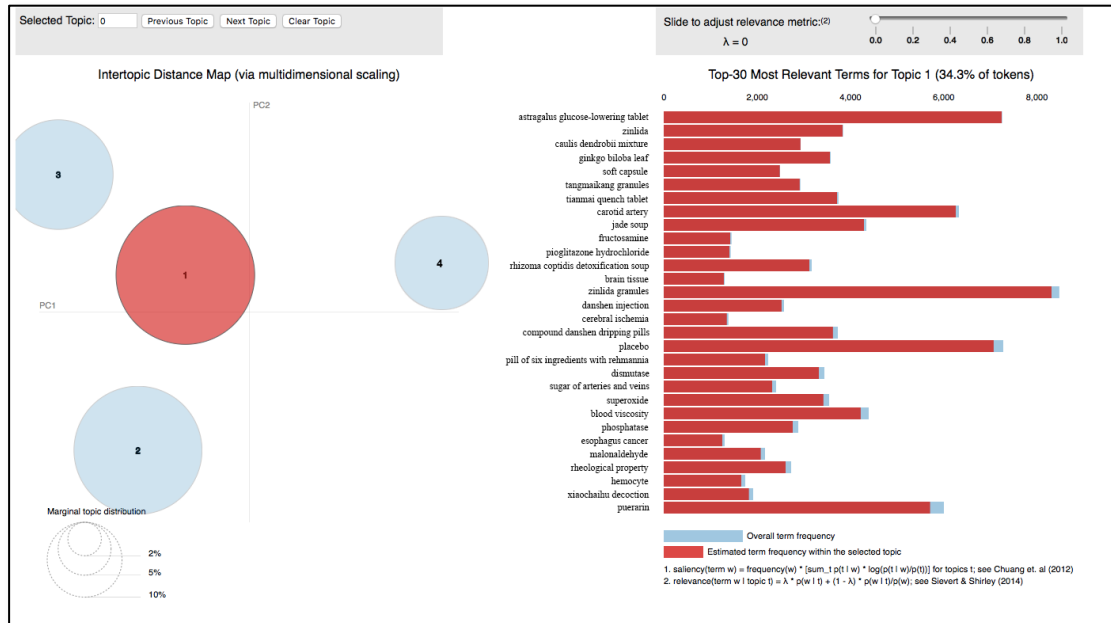 Selected Topic: 0 Previous Topic Next Topic Clear Topic
Slide to adjust relevance metric:(2)
λ = 0
0.0 0.2 0.4 0.6 0.8 1.0
Intertopic Distance Map (via multidimensional scaling)
PC2
PC1
3
1
4
2
Marginal topic distribution
2%
5%
10%
Top-30 Most Relevant Terms for Topic 1 (34.3% of tokens)
0 2,000 4,000 6,000 8,000
astragalus glucose-lowering tablet
zinlida
caulis dendrobii mixture
ginkgo biloba leaf
soft capsule
tangmaikang granules
tianmai quench tablet
carotid artery
jade soup
fructosamine
pioglitazone hydrochloride
rhizoma coptidis detoxification soup
brain tissue
zinlida granules
danshen injection
cerebral ischemia
compound danshen dripping pills
placebo
pill of six ingredients with rehmannia
dismutase
sugar of arteries and veins
superoxide
blood viscosity
phosphatase
esophagus cancer
malonaldehyde
rheological property
hemocyte
xiaochaihu decoction
puerarin
Overall term frequency
Estimated term frequency within the selected topic
1. saliency(term w) = frequency(w) * [sum_t p(t | w) * log(p(t | w)/p(t))] for topics t; see Chuang et. al (2012)
2. relevance(term w | topic t) = λ * p(w | t) + (1 - λ) * p(w | t)/p(w); see Sievert & Shirley (2014)